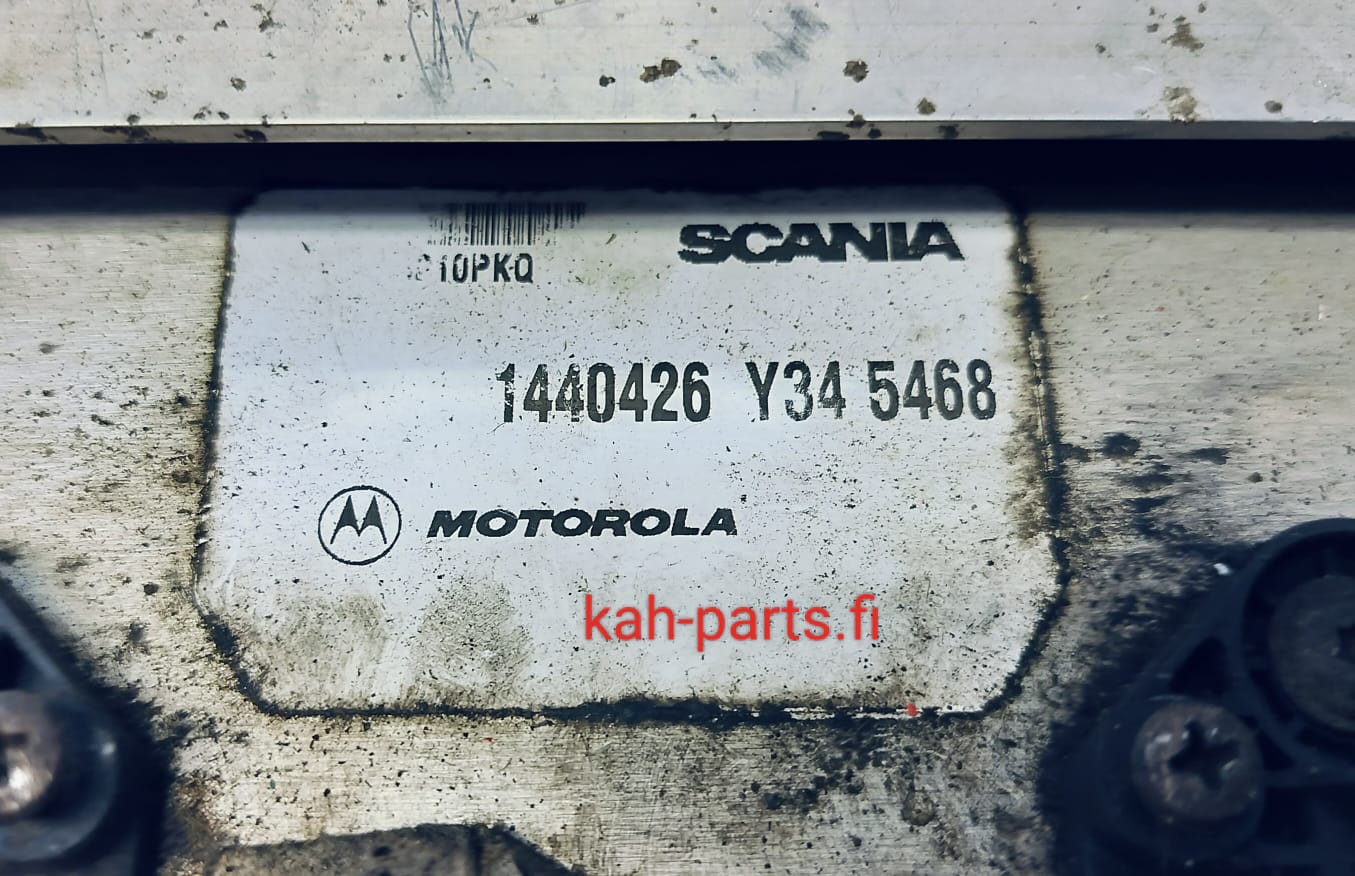 SCANIA
10PKQ
1440426 Y34 5468
MOTOROLA
kah-parts.fi